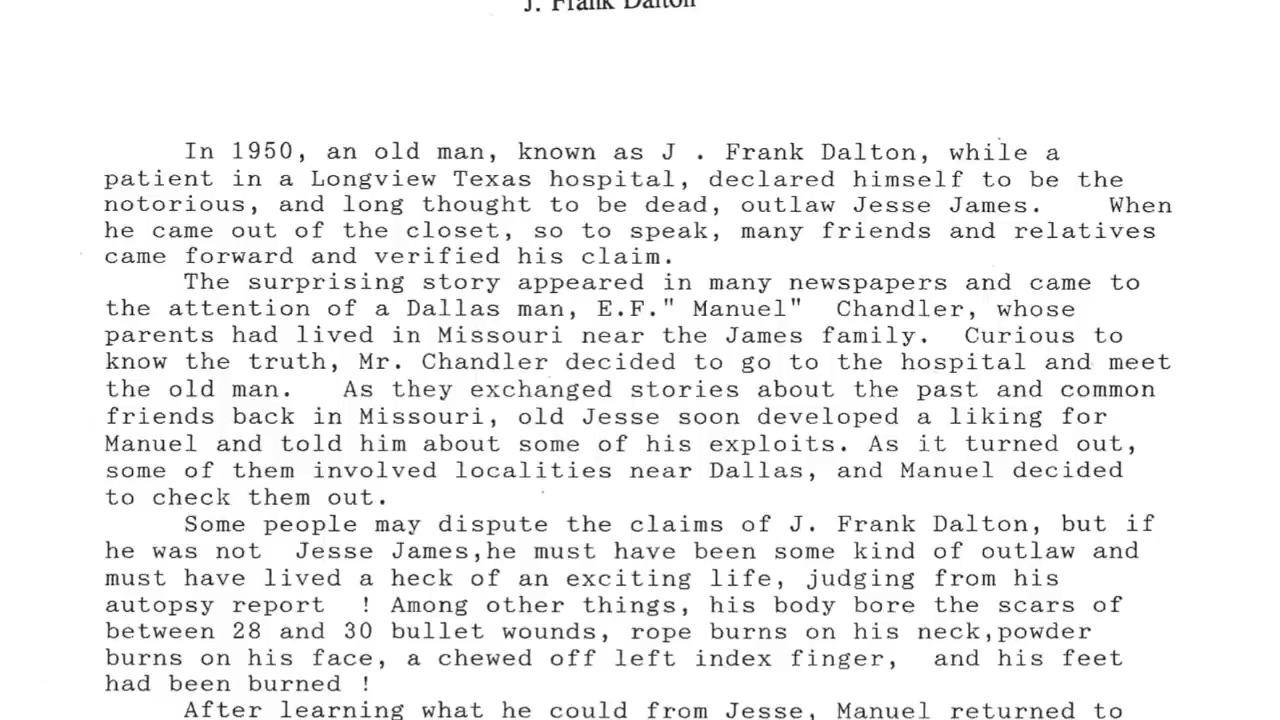 J. Frank Dalton
In 1950, an old man, known as J . Frank Dalton, while a
patient in a Longview Texas hospital, declared himself to be the
notorious, and long thought to be dead, outlaw Jesse James.    When
he came out of the closet, so to speak, many friends and relatives
came forward and verified his claim.
The surprising story appeared in many newspapers and came to
the attention of a Dallas man, E.F." Manuel"  Chandler, whose
parents had lived in Missouri near the James family.  Curious to
know the truth, Mr. Chandler decided to go to the hospital and meet
the old man.   As they exchanged stories about the past and common
friends back in Missouri, old Jesse soon developed a liking for
Manuel and told him about some of his exploits. As it turned out,
some of them involved localities near Dallas, and Manuel decided
to check them out.
Some people may dispute the claims of J. Frank Dalton, but if
he was not  Jesse James,he must have been some kind of outlaw and
must have lived a heck of an exciting life, judging from his
autopsy report  ! Among other things, his body bore the scars of
between 28 and 30 bullet wounds, rope burns on his neck,powder
burns on his face, a chewed off left index finger,  and his feet
had been burned !
After learning what he could from Jesse, Manuel returned to